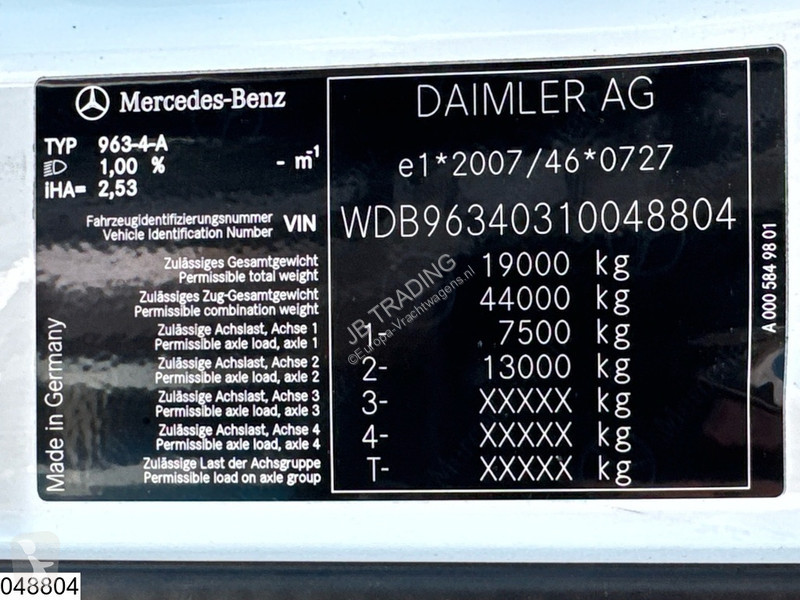 Mercedes-Benz
TYP 963-4-A
1,00 % - m-1
iHA= 2,53
Fahrzeugidentifizierungsnummer
Vehicle Identification Number VIN
Zulässiges Gesamtgewicht
Permissible total weight
Zulässiges Zug-Gesamtgewicht
Permissible combination weight
Zulässige Achslast, Achse 1
Permissible axle load, axle 1
Zulässige Achslast, Achse 2
Permissible axle load, axle 2
Zulässige Achslast, Achse 3
Permissible axle load, axle 3
Zulässige Achslast, Achse 4
Permissible axle load, axle 4
Zulässige Last der Achsgruppe
Permissible load on axle group
Made in Germany
DAIMLER AG
e1*2007/46*0727
WDB96340310048804
19000 kg
44000 kg
1- 7500 kg
2- 13000 kg
3- XXXXX kg
4- XXXXX kg
T- XXXXX kg
A 000 584 98 01
JB TRADING
©Europa-Vrachtwagens.nl
048804